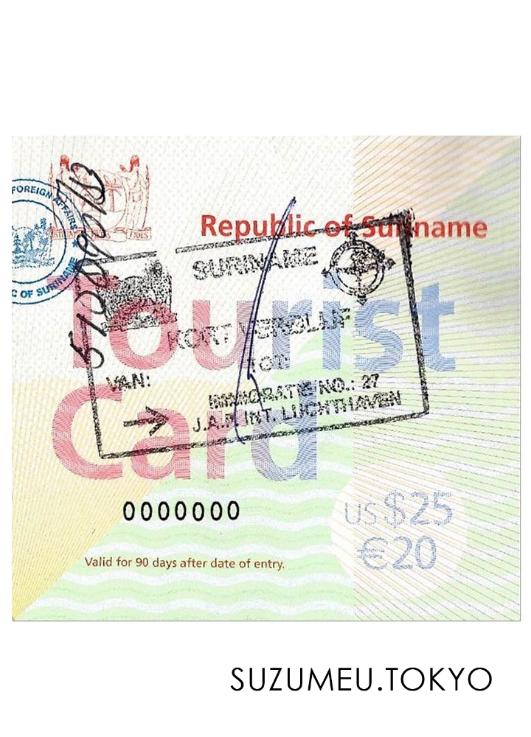 FOREIGN AFFAIRS
C OF SURINAME
Republic of Suriname
Tourist
Card
SURINAME
KORT VERBLIJF
VAN:
TOT:
IMMIGRATIE NO.: 27
J.A.P. INT. LUCHTHAVEN
0000000
US $25
€20
Valid for 90 days after date of entry.
SUZUMEU.TOKYO